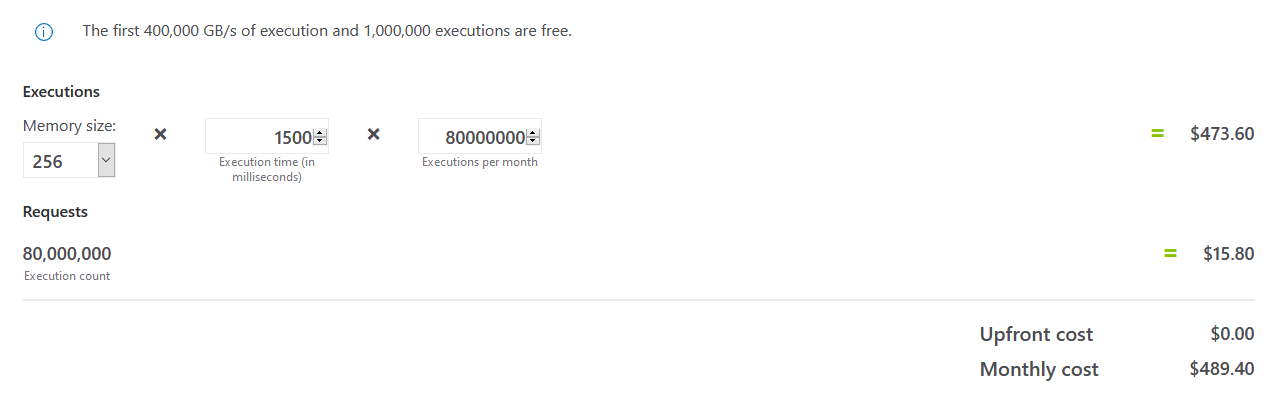 The first 400,000 GB/s of execution and 1,000,000 executions are free.
Executions
Memory size:
256
1500
Execution time (in
milliseconds)
80000000
Executions per month
= $473.60
Requests
80,000,000
Execution count
= $15.80
Upfront cost $0.00
Monthly cost $489.40